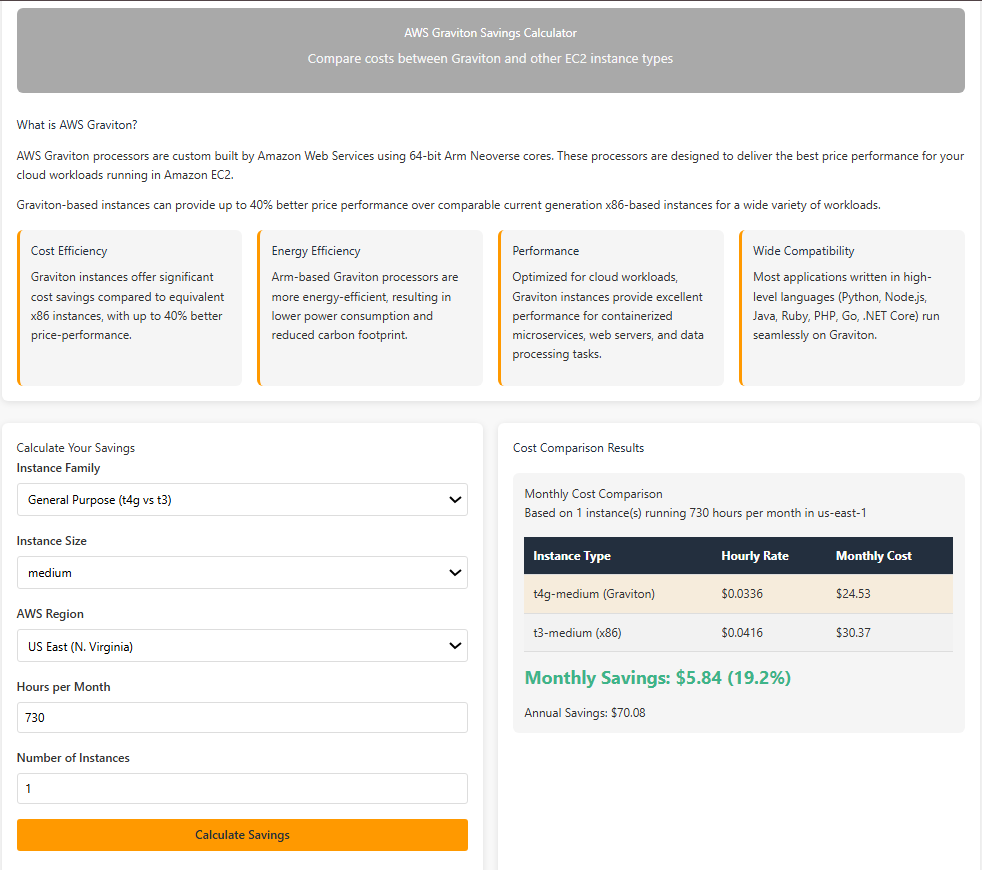 AWS Graviton Savings Calculator
Compare costs between Graviton and other EC2 instance types
What is AWS Graviton?
AWS Graviton processors are custom built by Amazon Web Services using 64-bit Arm Neoverse cores. These processors are designed to deliver the best price performance for your
cloud workloads running in Amazon EC2.
Graviton-based instances can provide up to 40% better price performance over comparable current generation x86-based instances for a wide variety of workloads.
Cost Efficiency
Graviton instances offer significant
cost savings compared to equivalent
x86 instances, with up to 40% better
price-performance.
Energy Efficiency
Arm-based Graviton processors are
more energy-efficient, resulting in
lower power consumption and
reduced carbon footprint.
Performance
Optimized for cloud workloads,
Graviton instances provide excellent
performance for containerized
microservices, web servers, and data
processing tasks.
Wide Compatibility
Most applications written in high-
level languages (Python, Node.js,
Java, Ruby, PHP, Go, .NET Core) run
seamlessly on Graviton.
Calculate Your Savings
Instance Family
General Purpose (t4g vs t3)
Instance Size
medium
AWS Region
US East (N. Virginia)
Hours per Month
730
Number of Instances
1
Calculate Savings
Cost Comparison Results
Monthly Cost Comparison
Based on 1 instance(s) running 730 hours per month in us-east-1
Instance Type Hourly Rate Monthly Cost
t4g-medium (Graviton) $0.0336 $24.53
t3-medium (x86) $0.0416 $30.37
Monthly Savings: $5.84 (19.2%)
Annual Savings: $70.08